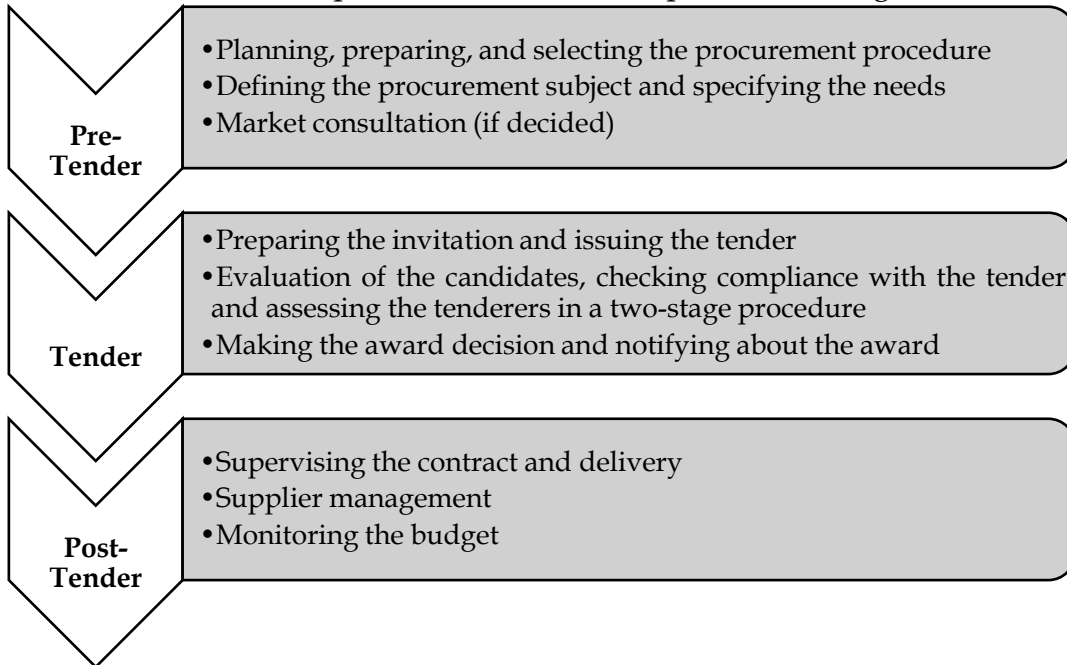 Pre-
Tender
•Planning, preparing, and selecting the procurement procedure
•Defining the procurement subject and specifying the needs
•Market consultation (if decided)
Tender
•Preparing the invitation and issuing the tender
•Evaluation of the candidates, checking compliance with the tender
and assessing the tenderers in a two-stage procedure
•Making the award decision and notifying about the award
Post-
Tender
•Supervising the contract and delivery
•Supplier management
•Monitoring the budget